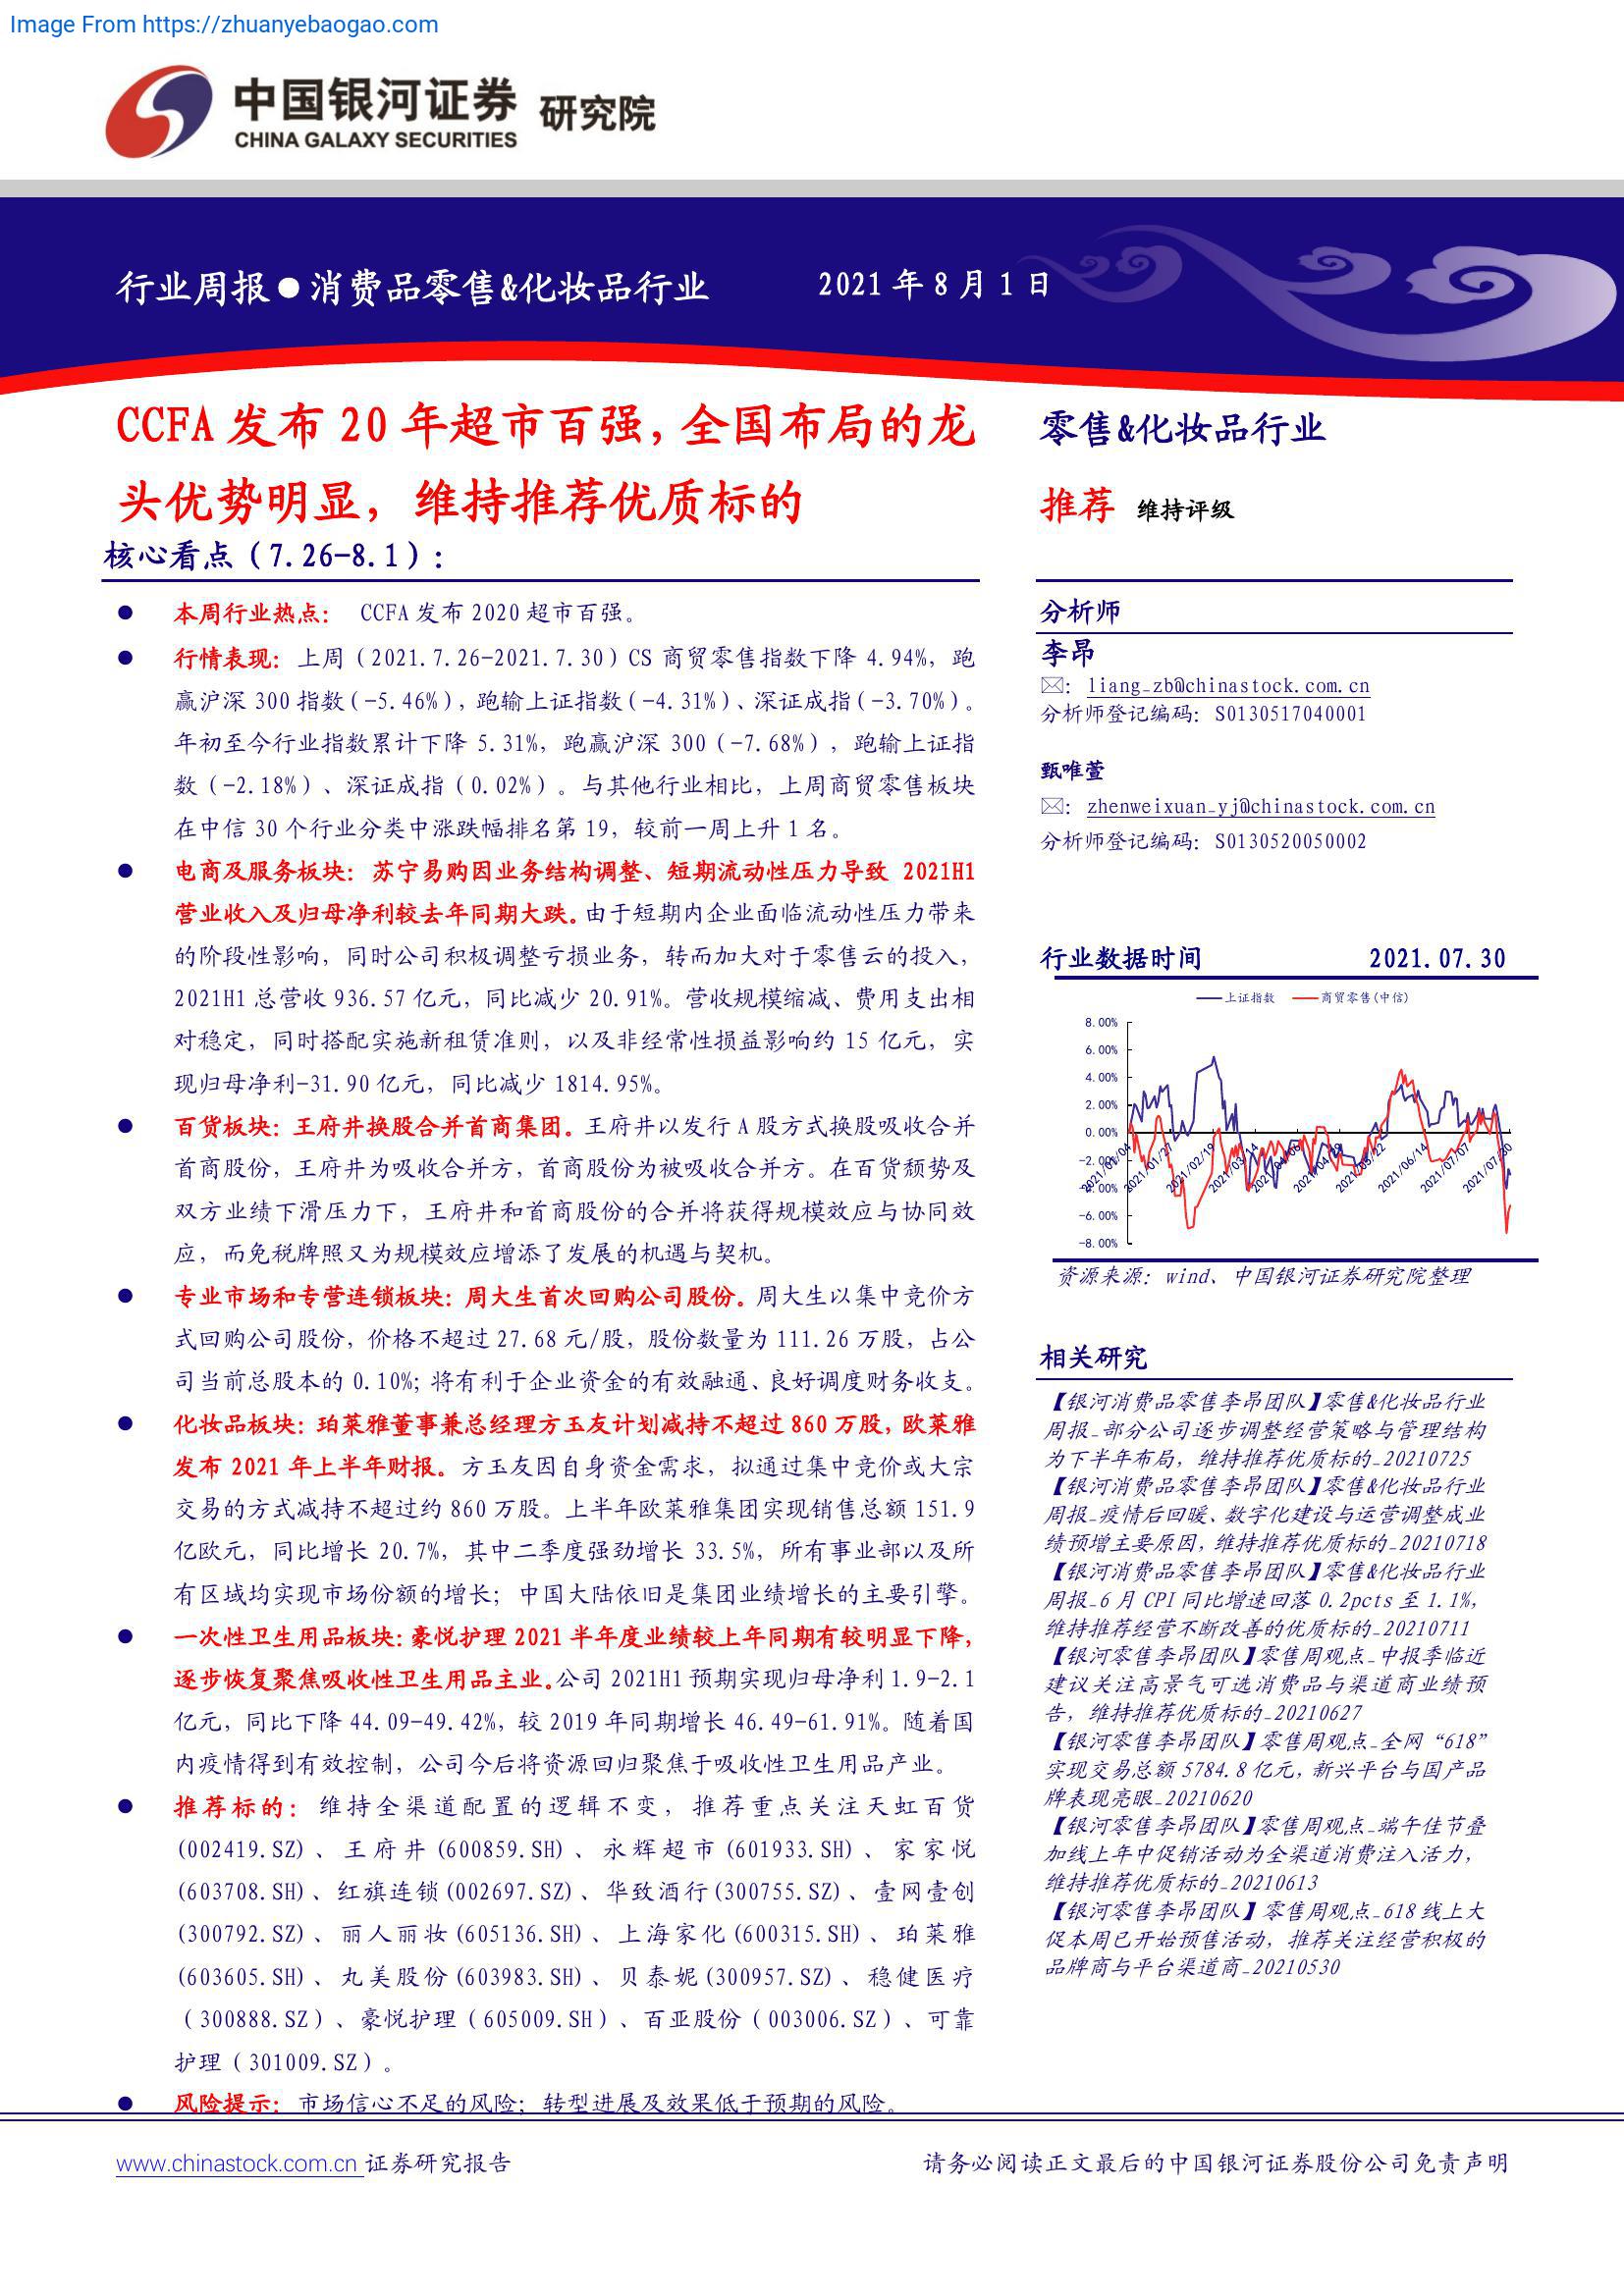 Image From https://zhuanyebaogao.com
中国银河证券 研究院
CHINA GALAXY SECURITIES
行业周报●消费品零售&化妆品行业 2021 年 8 月 1 日
CCFA 发布 20 年超市百强，全国布局的龙
头优势明显，维持推荐优质标的
核心看点（7.26-8.1）：
● 本周行业热点： CCFA 发布 2020 超市百强。
● 行情表现：上周（2021.7.26-2021.7.30）CS 商贸零售指数下降 4.94%，跑
赢沪深 300 指数（-5.46%），跑输上证指数（-4.31%）、深证成指（-3.70%）。
年初至今行业指数累计下降 5.31%，跑赢沪深 300（-7.68%），跑输上证指
数（-2.18%）、深证成指（0.02%）。与其他行业相比，上周商贸零售板块
在中信 30 个行业分类中涨跌幅排名第 19，较前一周上升 1 名。
● 电商及服务板块：苏宁易购因业务结构调整、短期流动性压力导致 2021H1
营业收入及归母净利较去年同期大跌。由于短期内企业面临流动性压力带来
的阶段性影响，同时公司积极调整亏损业务，转而加大对于零售云的投入，
2021H1 总营收 936.57 亿元，同比减少 20.91%。营收规模缩减、费用支出相
对稳定，同时搭配实施新租赁准则，以及非经常性损益影响约 15 亿元，实
现归母净利-31.90 亿元，同比减少 1814.95%。
● 百货板块：王府井换股合并首商集团。王府井以发行 A 股方式换股吸收合并
首商股份，王府井为吸收合并方，首商股份为被吸收合并方。在百货颓势及
双方业绩下滑压力下，王府井和首商股份的合并将获得规模效应与协同效
应，而免税牌照又为规模效应增添了发展的机遇与契机。
● 专业市场和专营连锁板块：周大生首次回购公司股份。周大生以集中竞价方
式回购公司股份，价格不超过 27.68 元/股，股份数量为 111.26 万股，占公
司当前总股本的 0.10%；将有利于企业资金的有效融通、良好调度财务收支。
● 化妆品板块：珀莱雅董事兼总经理方玉友计划减持不超过 860 万股，欧莱雅
发布 2021 年上半年财报。方玉友因自身资金需求，拟通过集中竞价或大宗
交易的方式减持不超过约 860 万股。上半年欧莱雅集团实现销售总额 151.9
亿欧元，同比增长 20.7%，其中二季度强劲增长 33.5%，所有事业部以及所
有区域均实现市场份额的增长；中国大陆依旧是集团业绩增长的主要引擎。
● 一次性卫生用品板块：豪悦护理 2021 半年度业绩较上年同期有较明显下降，
逐步恢复聚焦吸收性卫生用品主业。公司 2021H1 预期实现归母净利 1.9-2.1
亿元，同比下降 44.09-49.42%，较 2019 年同期增长 46.49-61.91%。随着国
内疫情得到有效控制，公司今后将资源回归聚焦于吸收性卫生用品产业。
● 推荐标的：维持全渠道配置的逻辑不变，推荐重点关注天虹百货
(002419.SZ)、王府井(600859.SH)、永辉超市(601933.SH)、家家悦
(603708.SH)、红旗连锁(002697.SZ)、华致酒行(300755.SZ)、壹网壹创
(300792.SZ)、丽人丽妆(605136.SH)、上海家化(600315.SH)、珀莱雅
(603605.SH)、丸美股份(603983.SH)、贝泰妮(300957.SZ)、稳健医疗
（300888.SZ）、豪悦护理（605009.SH）、百亚股份（003006.SZ）、可靠
护理（301009.SZ）。
● 风险提示：市场信心不足的风险；转型进展及效果低于预期的风险。
零售&化妆品行业
推荐 维持评级
分析师
李昂
✉：liang_zb@chinastock.com.cn
分析师登记编码：S0130517040001
甄唯萱
✉：zhenweixuan_yj@chinastock.com.cn
分析师登记编码：S0130520050002
行业数据时间 2021.07.30
上证指数 商贸零售(中信)
8.00%
6.00%
4.00%
2.00%
0.00%
-2.00%
-4.00%
-6.00%
-8.00%
2021/01/04 2021/01/27 2021/02/19 2021/03/14 2021/04/06 2021/04/29 2021/05/22 2021/06/14 2021/07/07 2021/07/30
资源来源：wind、中国银河证券研究院整理
相关研究
【银河消费品零售李昂团队】零售&化妆品行业
周报_部分公司逐步调整经营策略与管理结构
为下半年布局，维持推荐优质标的_20210725
【银河消费品零售李昂团队】零售&化妆品行业
周报_疫情后回暖、数字化建设与运营调整成业
绩预增主要原因，维持推荐优质标的_20210718
【银河消费品零售李昂团队】零售&化妆品行业
周报_6 月 CPI 同比增速回落 0.2pcts 至 1.1%，
维持推荐经营不断改善的优质标的_20210711
【银河零售李昂团队】零售周观点_中报季临近
建议关注高景气可选消费品与渠道商业绩预
告，维持推荐优质标的_20210627
【银河零售李昂团队】零售周观点_全网“618”
实现交易总额 5784.8 亿元，新兴平台与国产品
牌表现亮眼_20210620
【银河零售李昂团队】零售周观点_端午佳节叠
加线上年中促销活动为全渠道消费注入活力，
维持推荐优质标的_20210613
【银河零售李昂团队】零售周观点_618 线上大
促本周已开始预售活动，推荐关注经营积极的
品牌商与平台渠道商_20210530
www.chinastock.com.cn 证券研究报告 请务必阅读正文最后的中国银河证券股份公司免责声明